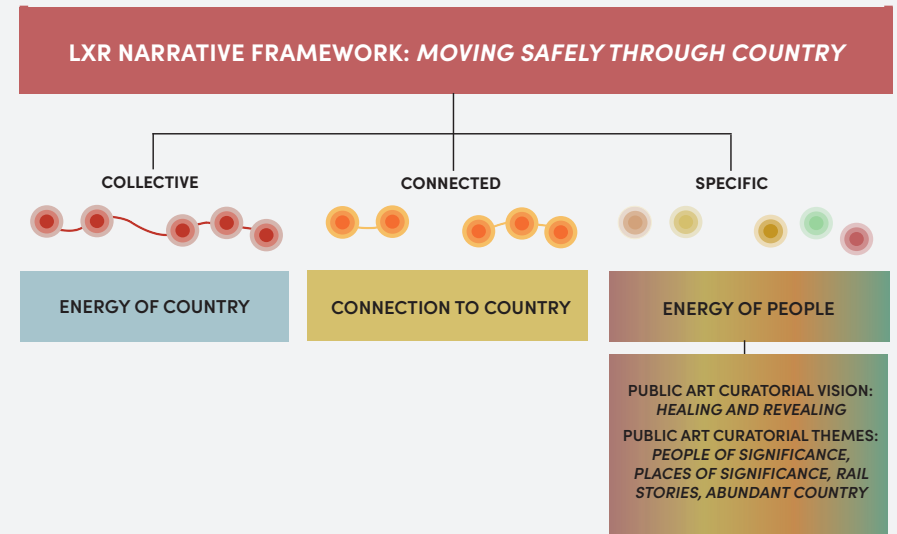 LXR NARRATIVE FRAMEWORK: MOVING SAFELY THROUGH COUNTRY
COLLECTIVE
CONNECTED
SPECIFIC
ENERGY OF COUNTRY
CONNECTION TO COUNTRY
ENERGY OF PEOPLE
PUBLIC ART CURATORIAL VISION:
HEALING AND REVEALING
PUBLIC ART CURATORIAL THEMES:
PEOPLE OF SIGNIFICANCE,
PLACES OF SIGNIFICANCE, RAIL
STORIES, ABUNDANT COUNTRY